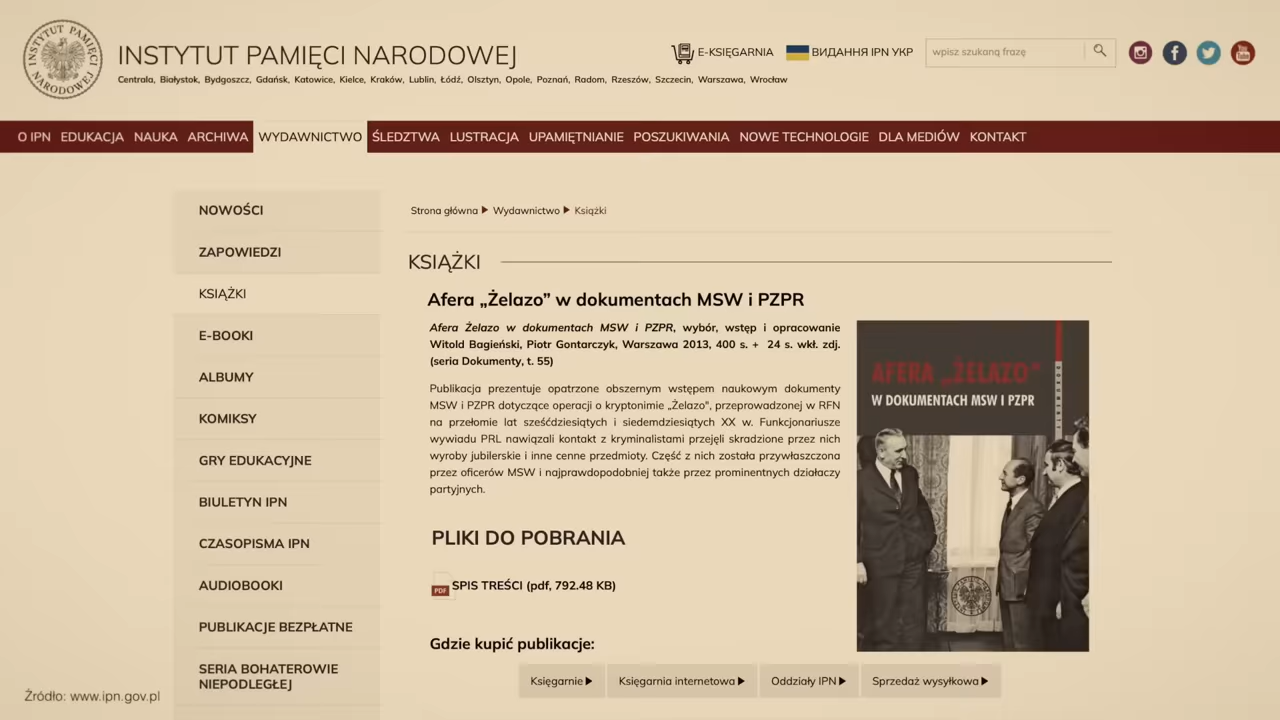 INSTYTUT PAMIĘCI NARODOWEJ
INSTYTUT PAMIĘCI NARODOWEJ
Centrala, Białystok, Bydgoszcz, Gdańsk, Katowice, Kielce, Kraków, Lublin, Łódź, Olsztyn, Opole, Poznań, Radom, Rzeszów, Szczecin, Warszawa, Wrocław
E-KSIĘGARNIA
ВИДАННЯ IPN УКР
wpisz szukaną frazę
You Tube
O IPN EDUKACJA NAUKA ARCHIWA WYDAWNICTWO ŚLEDZTWA LUSTRACJA UPAMIĘTNIANIE POSZUKIWANIA NOWE TECHNOLOGIE DLA MEDIÓW KONTAKT
NOWOŚCI
ZAPOWIEDZI
KSIĄŻKI
E-BOOKI
ALBUMY
KOMIKSY
GRY EDUKACYJNE
BIULETYN IPN
CZASOPISMA IPN
AUDIOBOOKI
PUBLIKACJE BEZPŁATNE
SERIA BOHATEROWIE
NIEPODLEGŁEJ
Strona główna Wydawnictwo Książki
KSIĄŻKI
Afera „Żelazo” w dokumentach MSW i PZPR
Afera Żelazo w dokumentach MSW i PZPR, wybór, wstęp i opracowanie
Witold Bagieński, Piotr Gontarczyk, Warszawa 2013, 400 s. + 24 s. wkł. zdj.
(seria Dokumenty, t. 55)
Publikacja prezentuje opatrzone obszernym wstępem naukowym dokumenty
MSW i PZPR dotyczące operacji o kryptonimie „Żelazo", przeprowadzonej w RFN
na przełomie lat sześćdziesiątych i siedemdziesiątych XX w. Funkcjonariusze
wywiadu PRL nawiązali kontakt z kryminalistami przejęli skradzione przez nich
wyroby jubilerskie i inne cenne przedmioty. Część z nich została przywłaszczona
przez oficerów MSW i najprawdopodobniej także przez prominentnych działaczy
partyjnych.
AFERA „ŻELAZO”
W DOKUMENTACH MSW I PZPR
DOKUMENTY
PLIKI DO POBRANIA
PDF
SPIS TREŚCI (pdf, 792.48 KB)
Gdzie kupić publikacje:
Księgarnie Księgarnia internetowa Oddziały IPN Sprzedaż wysyłkowa
Źródło: www.ipn.gov.pl